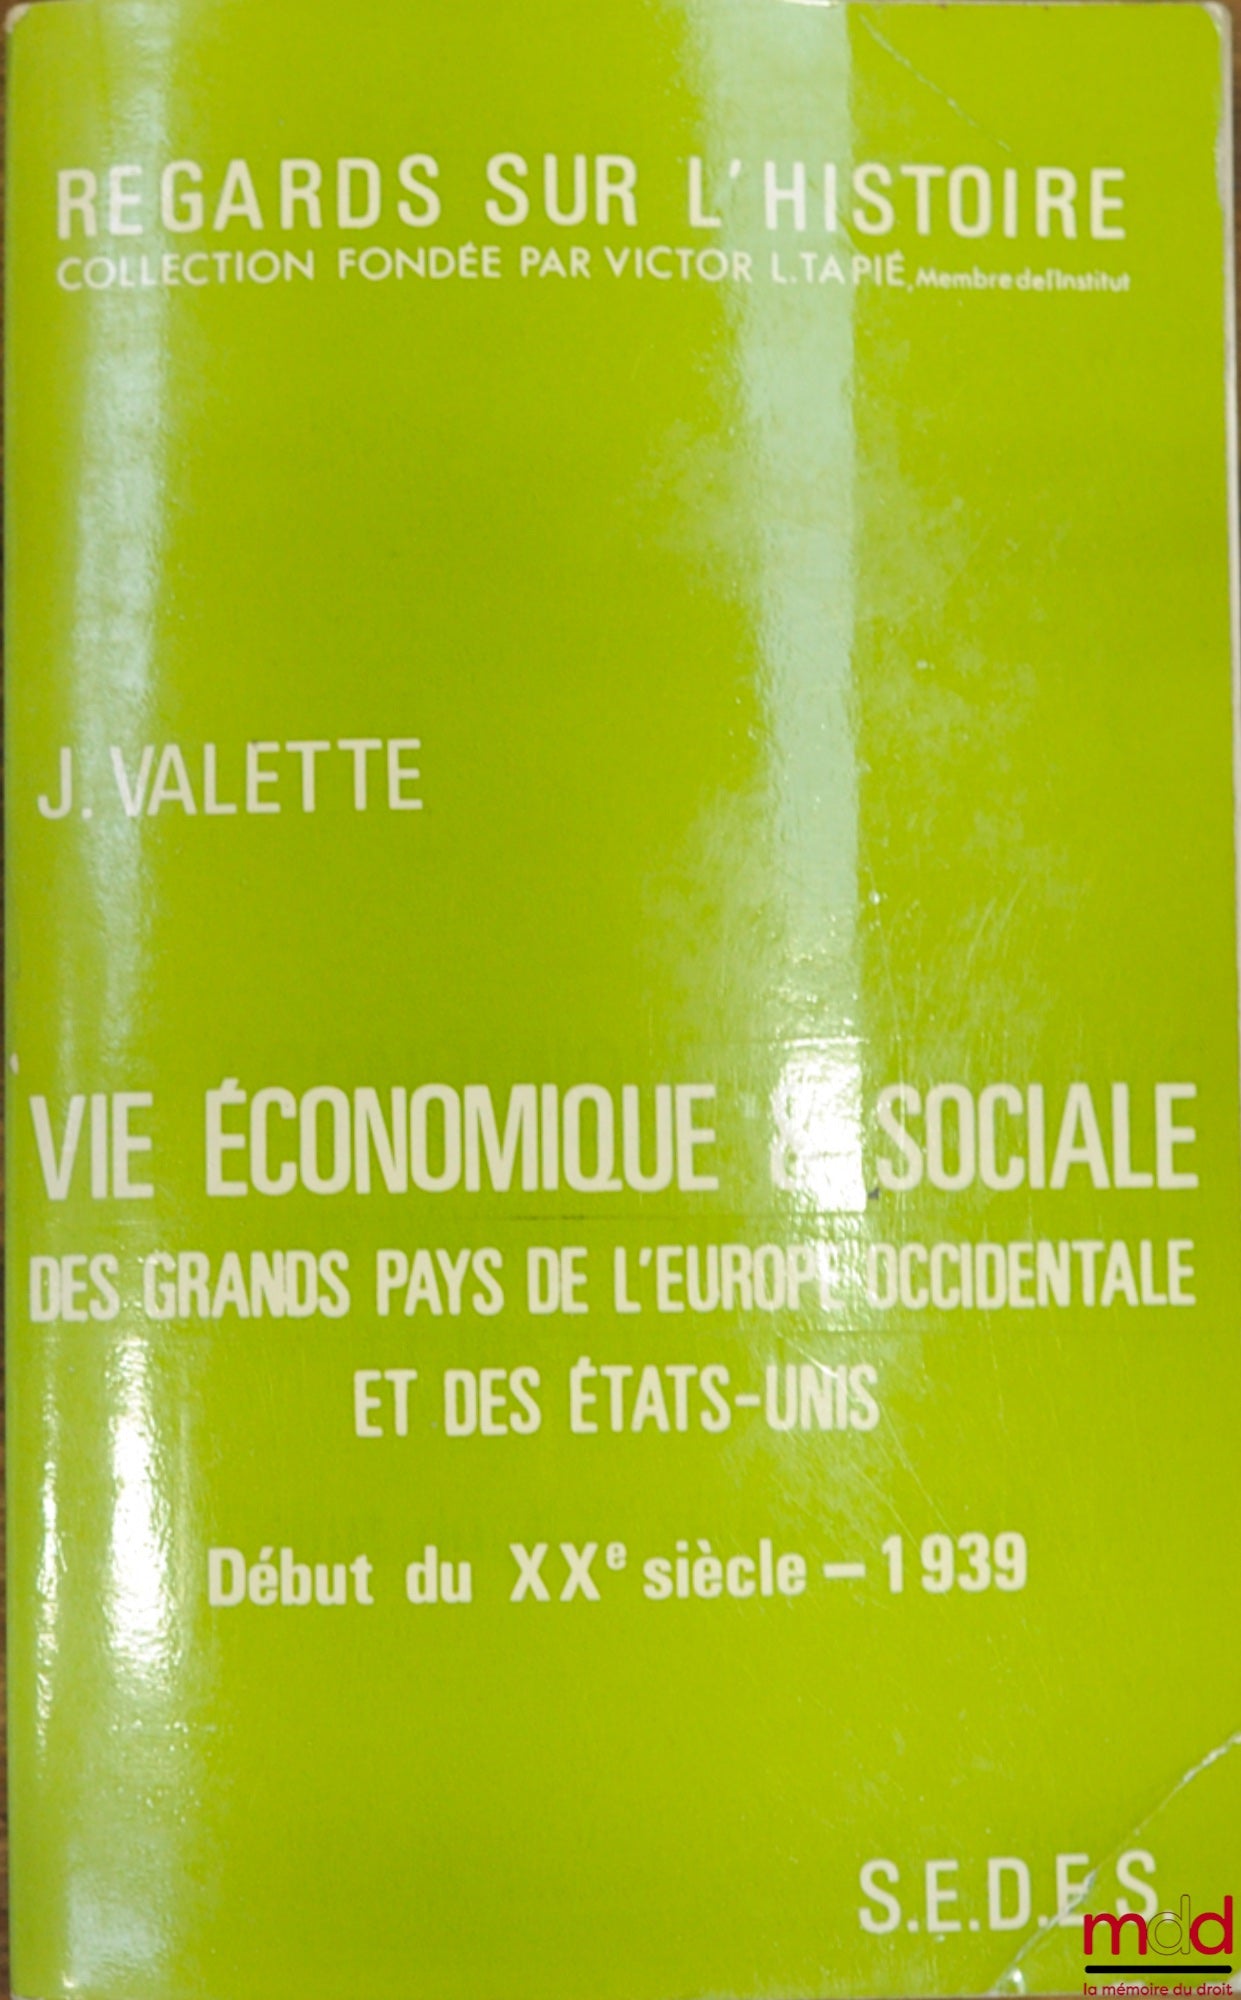 REGARDS SUR L'HISTOIRE
COLLECTION FONDÉE PAR VICTOR L.TAPIÉ, Membre de l'Institut
J. VALETTE
VIE ÉCONOMIQUE & SOCIALE
DES GRANDS PAYS DE L'EUROPE OCCIDENTALE
ET DES ÉTATS-UNIS
Début du XXe siècle – 1939
S.E.D.E.S
mdd
la mémoire du droit